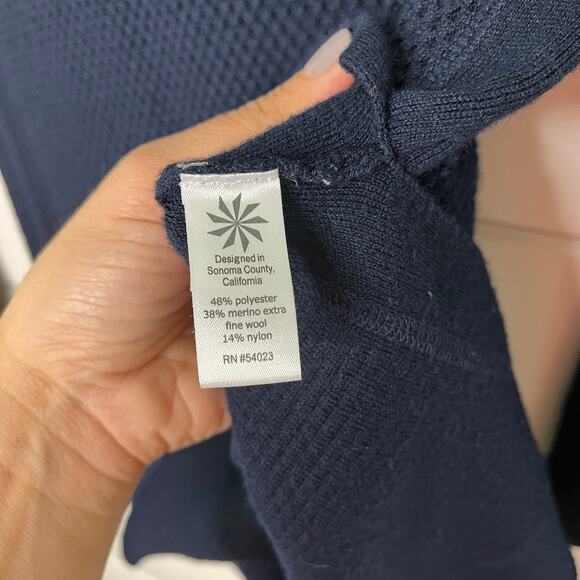 Designed in
Sonoma County,
California
48% polyester
38% merino extra
fine wool
14% nylon
RN #54023